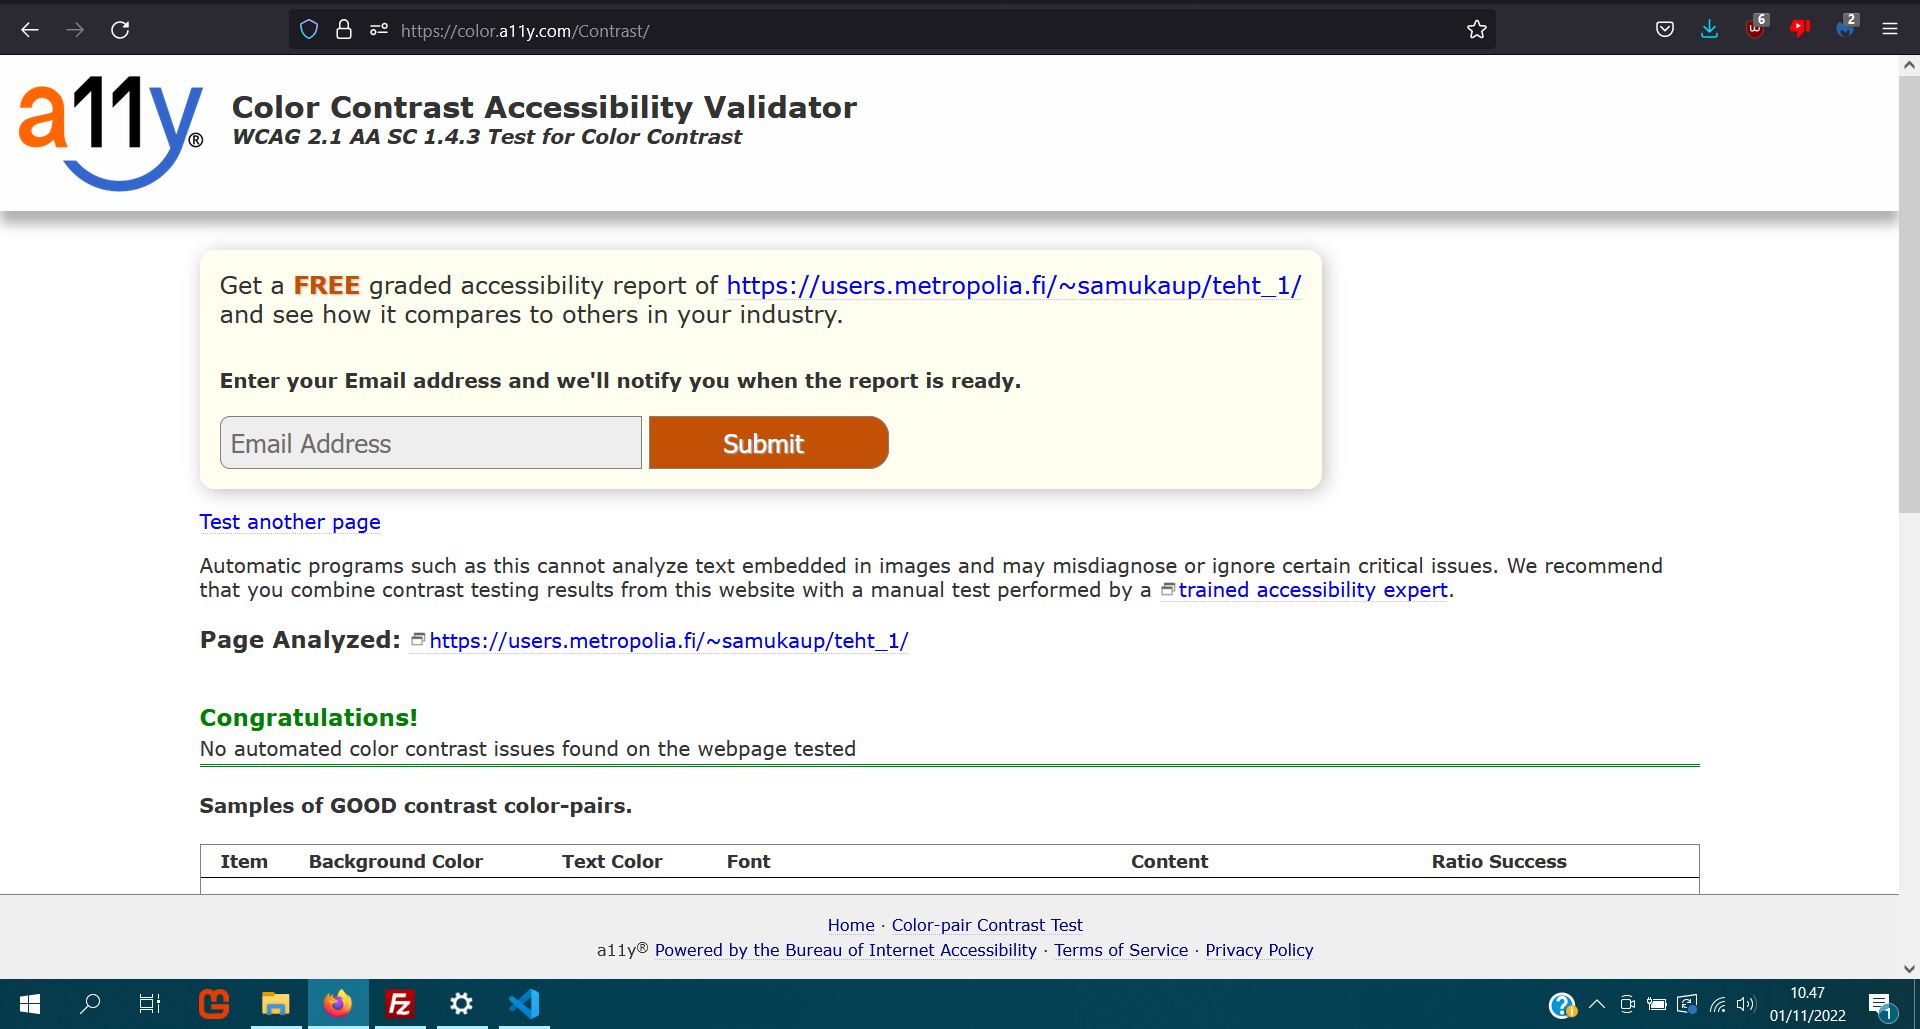 https://color.a11y.com/Contrast/
6
2
a11y®
Color Contrast Accessibility Validator
WCAG 2.1 AA SC 1.4.3 Test for Color Contrast
Get a FREE graded accessibility report of https://users.metropolia.fi/~samukaup/teht_1/
and see how it compares to others in your industry.
Enter your Email address and we'll notify you when the report is ready.
Email Address
Submit
Test another page
Automatic programs such as this cannot analyze text embedded in images and may misdiagnose or ignore certain critical issues. We recommend
that you combine contrast testing results from this website with a manual test performed by a trained accessibility expert.
Page Analyzed: https://users.metropolia.fi/~samukaup/teht_1/
Congratulations!
No automated color contrast issues found on the webpage tested
Samples of GOOD contrast color-pairs.
Item Background Color Text Color Font Content Ratio Success
Home · Color-pair Contrast Test
a11y® Powered by the Bureau of Internet Accessibility · Terms of Service · Privacy Policy
Fz
10.47
01/11/2022
1